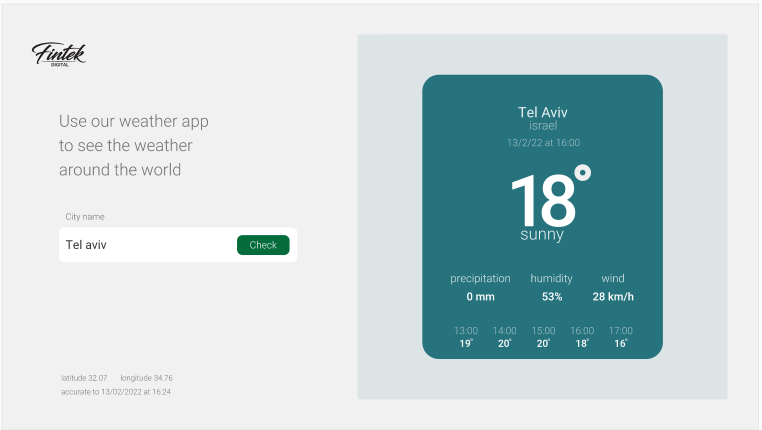 Fintek
DIGITAL
Use our weather app
to see the weather
around the world
City name
Tel aviv
Check
latitude 32.07 longitude 34.76
accurate to 13/02/2022 at 16:24
Tel Aviv
israel
13/2/22 at 16:00
18°
sunny
precipitation humidity wind
0 mm 53% 28 km/h
13:00 14:00 15:00 16:00 17:00
19° 20° 20° 18° 16°